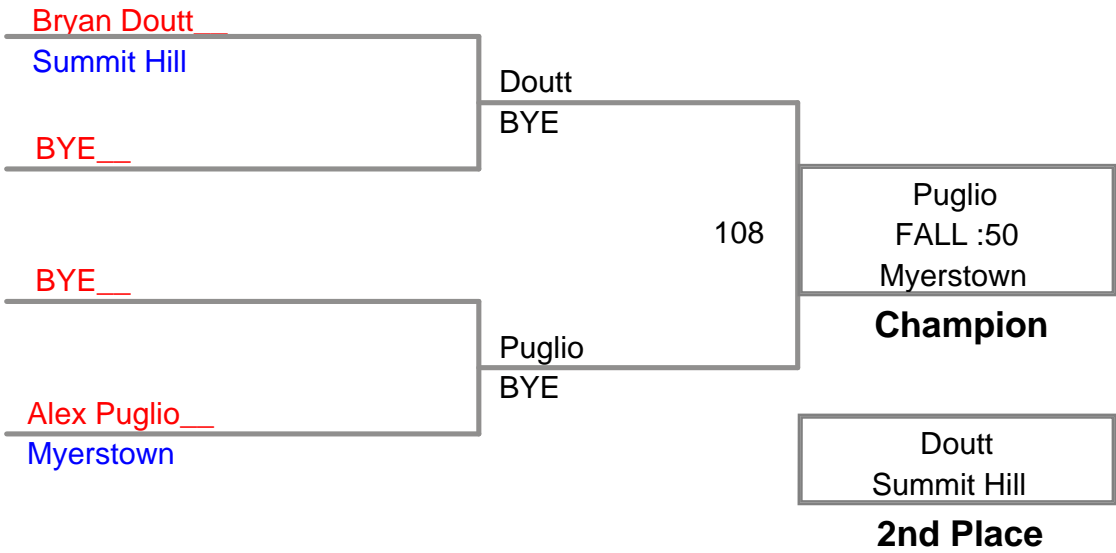 Bryan Doutt__
Summit Hill
Doutt
BYE
BYE__
108
Puglio
FALL :50
Myerstown
Champion
BYE__
Puglio
BYE
Alex Puglio__
Myerstown
Doutt
Summit Hill
2nd Place